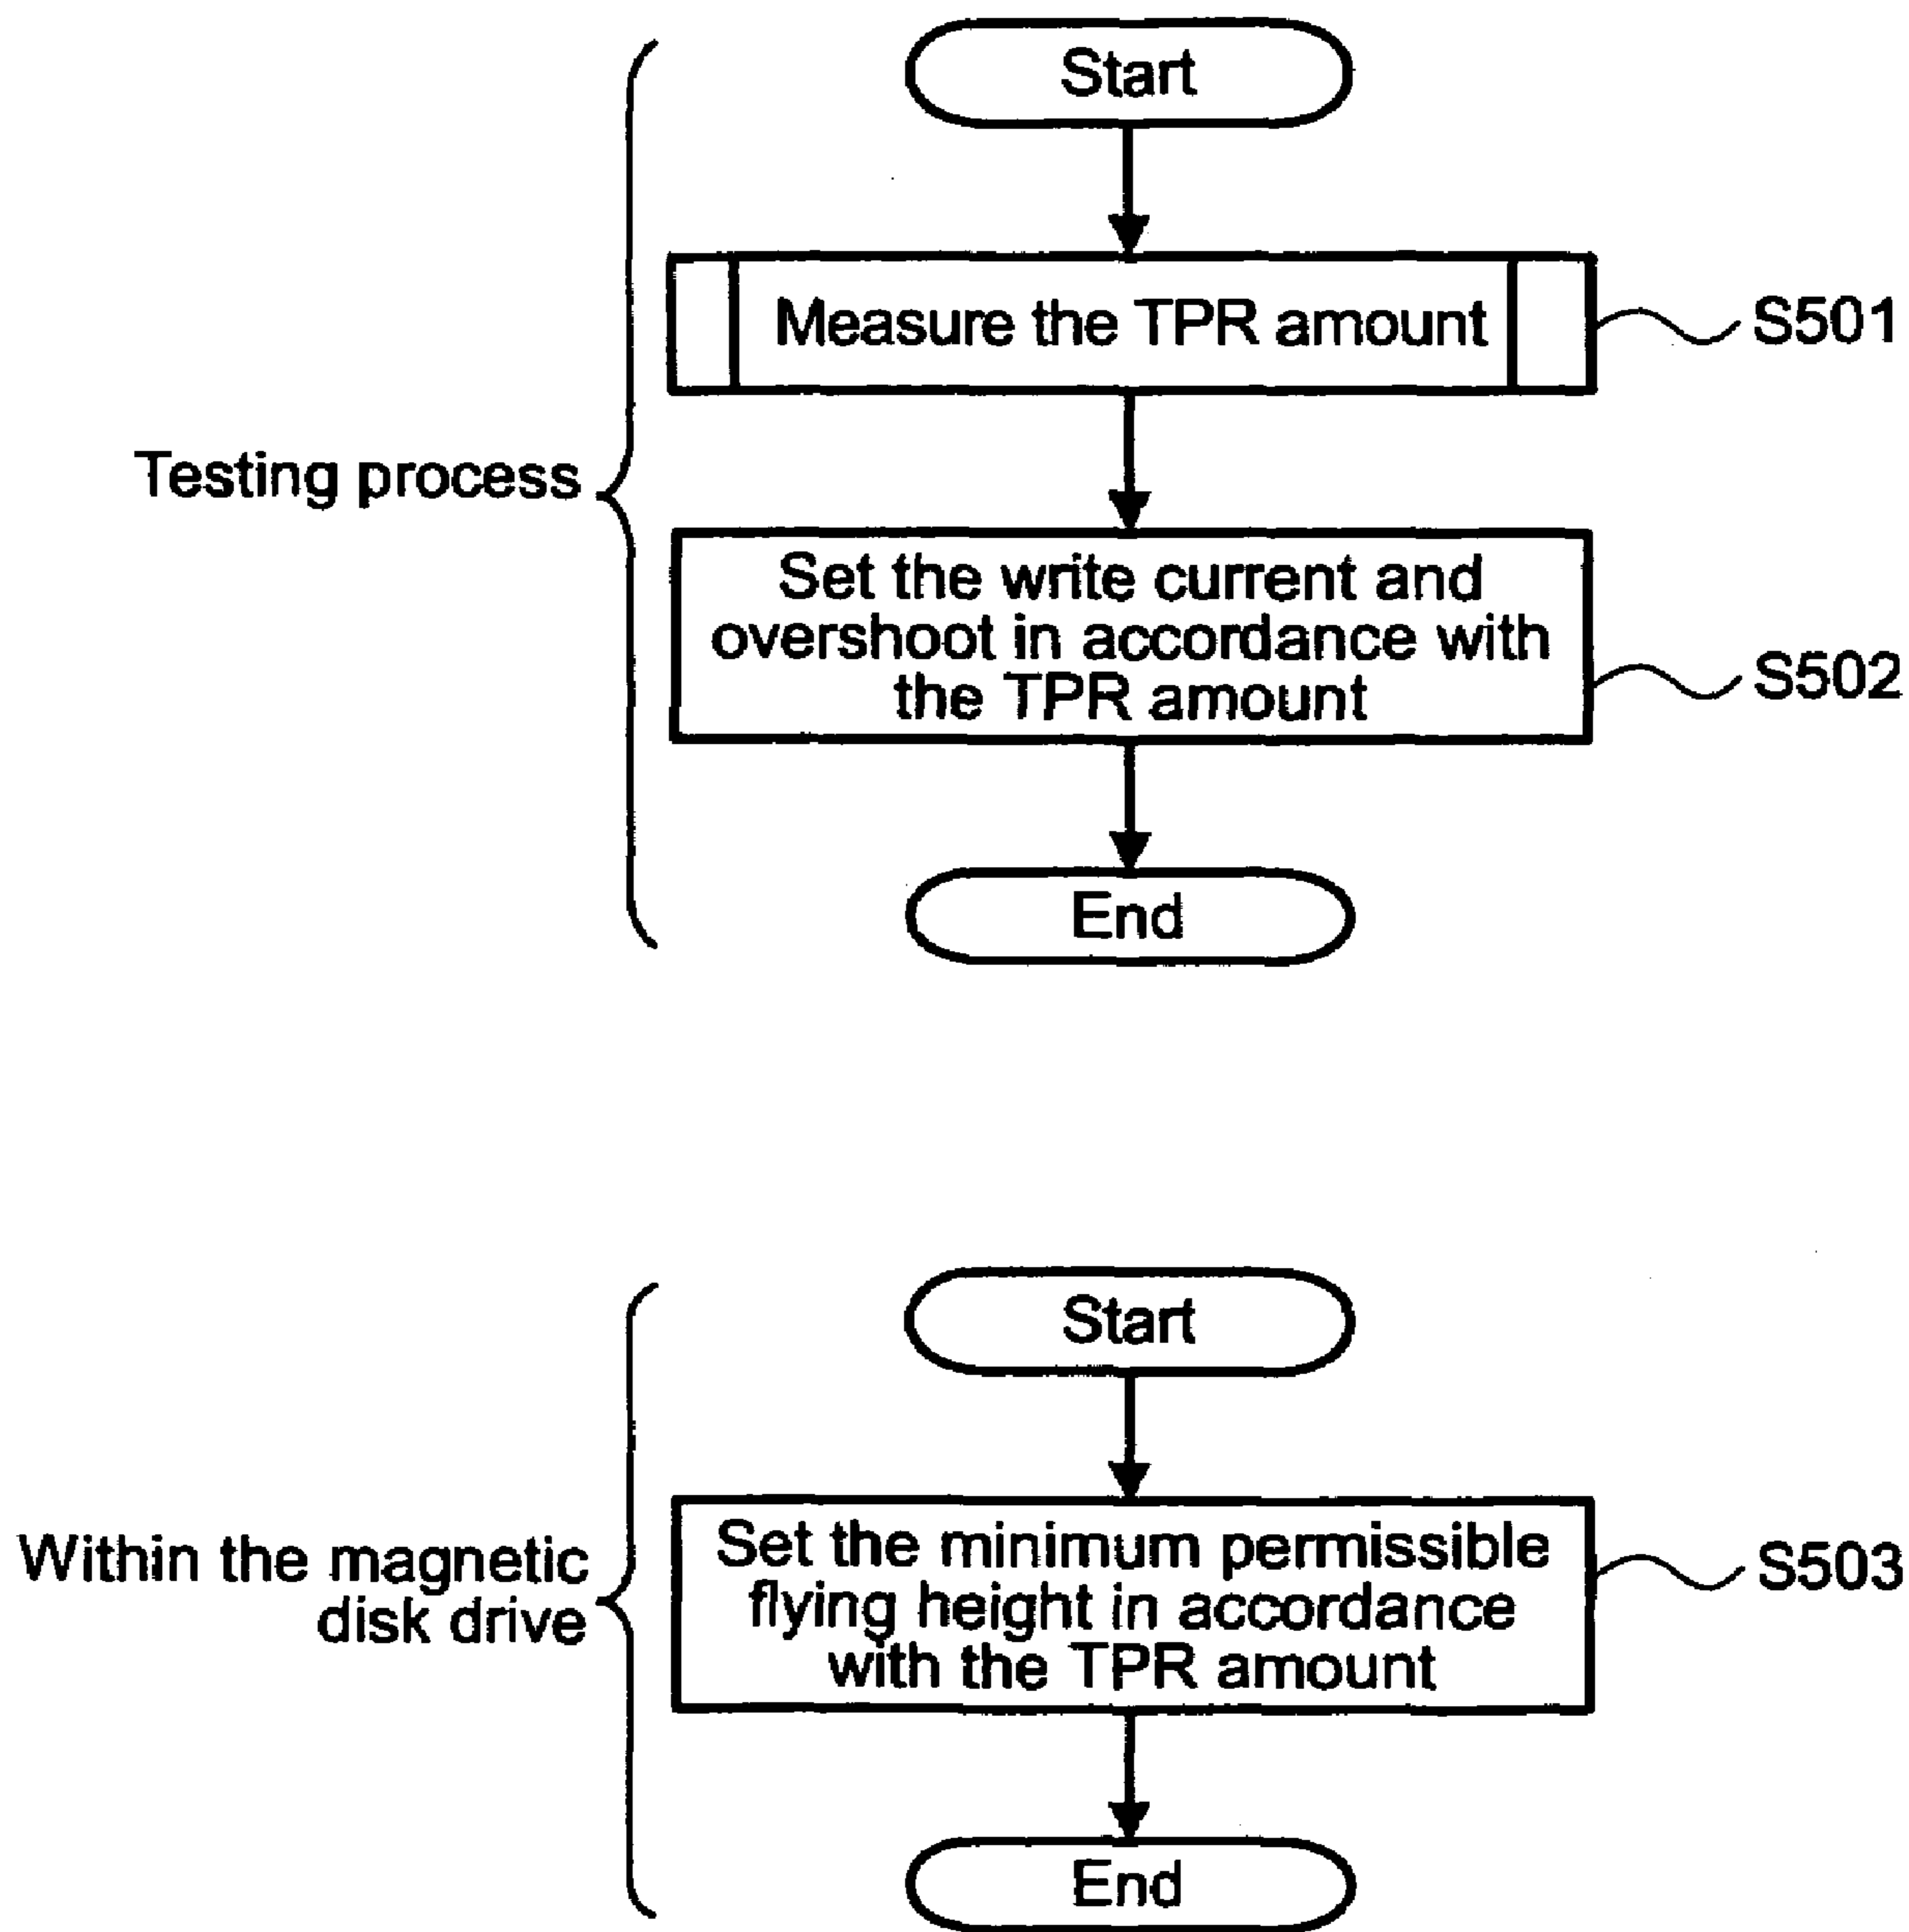 Start
Measure the TPR amount
S501
Testing process
Set the write current and
overshoot in accordance with
the TPR amount
S502
End
Start
Within the magnetic
disk drive
Set the minimum permissible
flying height in accordance
with the TPR amount
S503
End